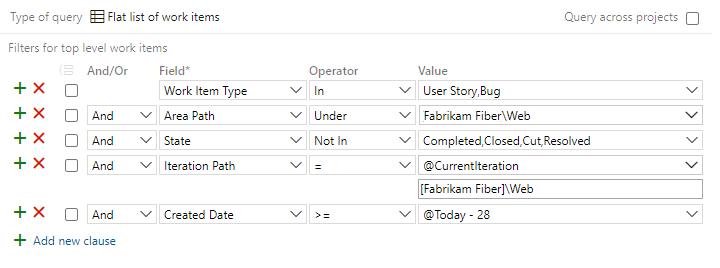 Type of query Flat list of work items Query across projects
Filters for top level work items
And/Or Field* Operator Value
Work Item Type In User Story,Bug
And Area Path Under Fabrikam Fiber\Web
And State Not In Completed,Closed,Cut,Resolved
And Iteration Path = @CurrentIteration
[Fabrikam Fiber]\Web
And Created Date >= @Today - 28
Add new clause